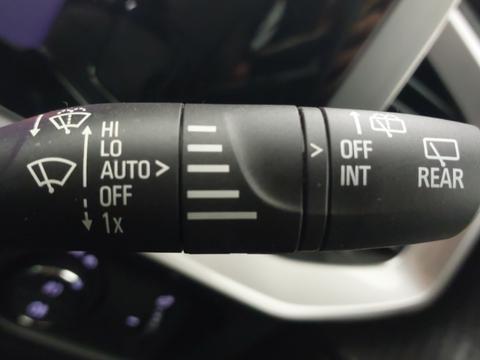 HI
LO
AUTO >
OFF
1x
> OFF
INT
REAR